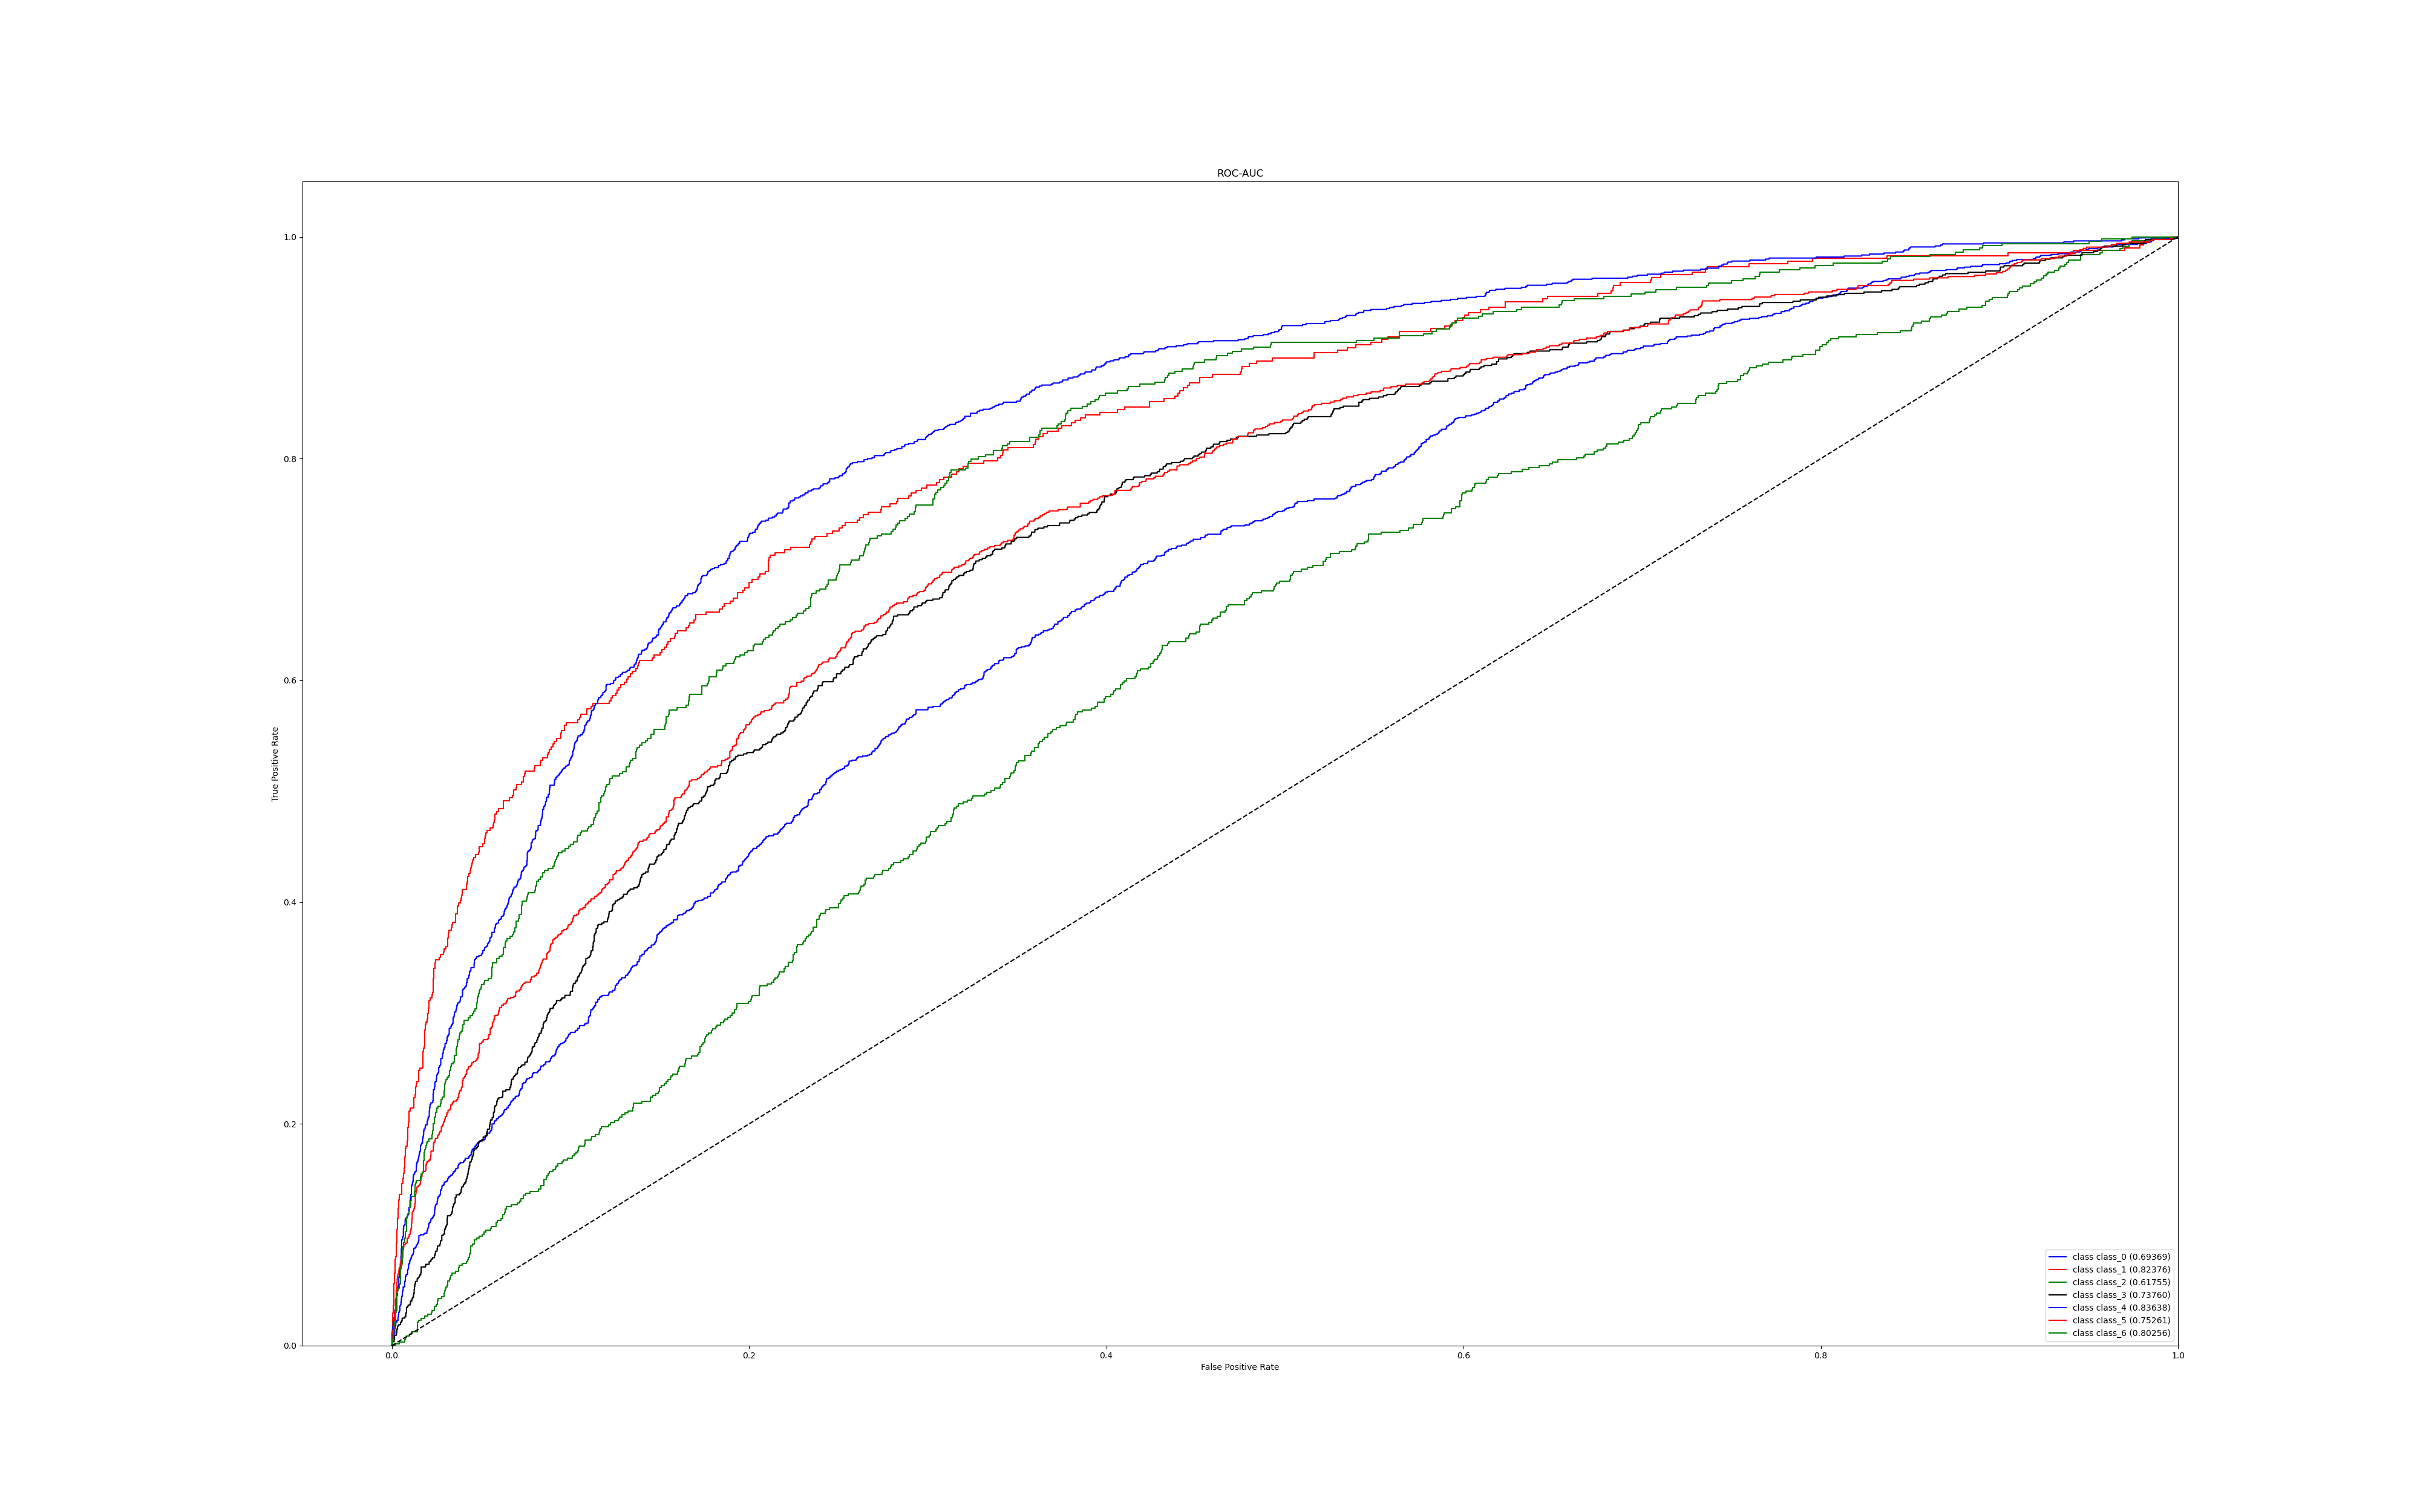 ROC-AUC
1.0
0.8
0.6
0.4
0.2
0.0
True Positive Rate
0.0 0.2 0.4 0.6 0.8 1.0
False Positive Rate
class class_0 (0.69369)
class class_1 (0.82376)
class class_2 (0.61755)
class class_3 (0.73760)
class class_4 (0.83638)
class class_5 (0.75261)
class class_6 (0.80256)